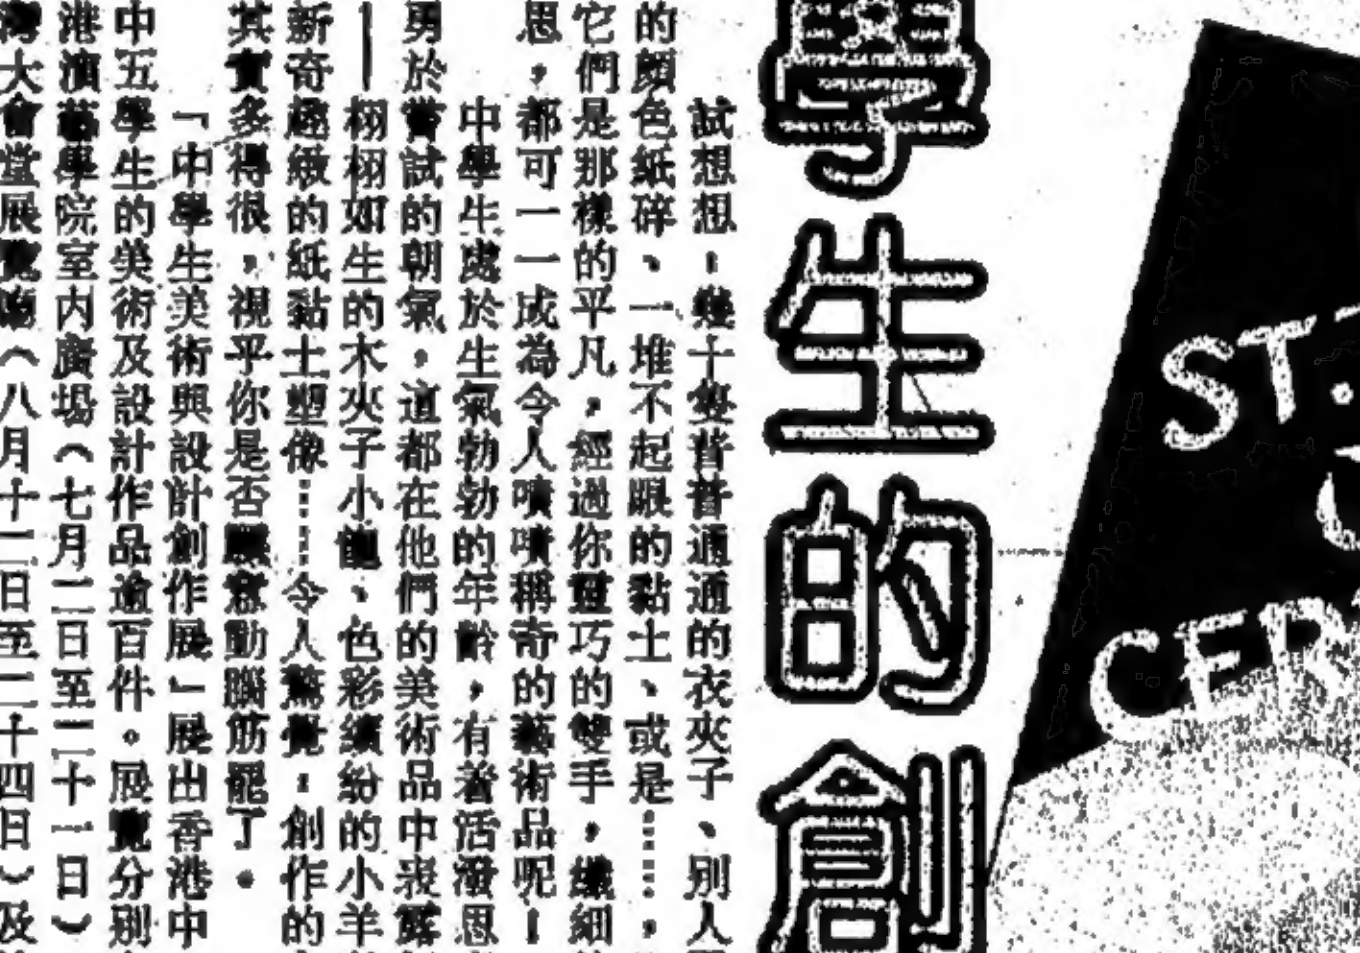 學生的創
試想想，幾十隻普普通通的衣夾子、別人
的顏色紙碎、一堆不起眼的黏土、或是……，
它們是那樣的平凡，經過你靈巧的雙手，纖細
思，都可一一成為令人嘖嘖稱奇的藝術品呢！
中學生處於生氣勃勃的年齡，有着活潑思
勇於嘗試的朝氣，這都在他們的美術品中表露
——栩栩如生的木夾子小龍、色彩繽紛的小羊
新奇趣緻的紙黏土塑像……令人驚覺：創作的
其實多得很，視乎你是否願意動腦筋罷了。
「中學生美術與設計創作展」展出香港中
中五學生的美術及設計作品逾百件。展覽分別
港演藝學院室內廣場（七月二日至二十一日）
灣大會堂展覽廳（八月十二日至二十四日）及
ST.
CER